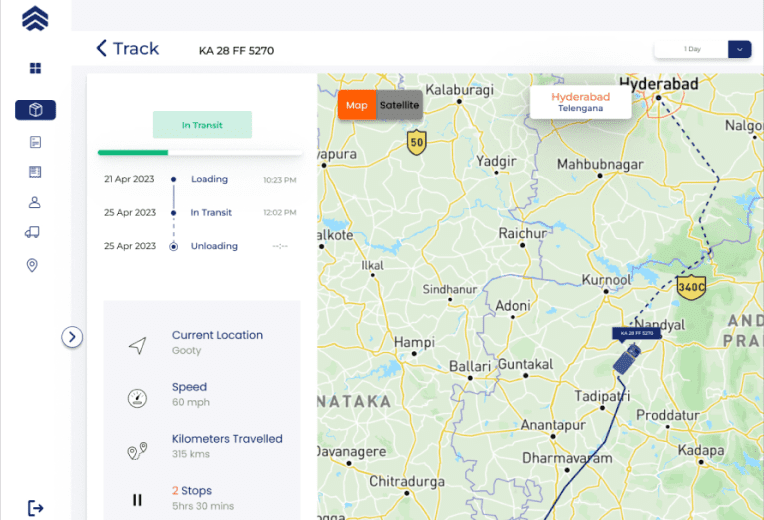 Track
KA 28 FF 5270
1 Day
In Transit
21 Apr 2023 Loading 10:23 PM
25 Apr 2023 In Transit 12:02 PM
25 Apr 2023 Unloading --:--
Current Location
Gooty
Speed
60 mph
Kilometers Travelled
315 kms
2 Stops
5hrs 30 mins
Map Satellite
Hyderabad
Telengana
Hyderabad
Kalaburagi
Nalgo
50
yapura
Yadgir
Mahbubnagar
alkote
Raichur
Ilkal
Kurnool
340C
Sindhnur
Adoni
Nandyal
AND
PRA
KA 28 FF 5270
Hampi
Ballari
Guntakal
NATAKA
Tadipatri
Proddatur
Anantapur
Davanagere
Dharmavaram
Kadapa
Chitradurga